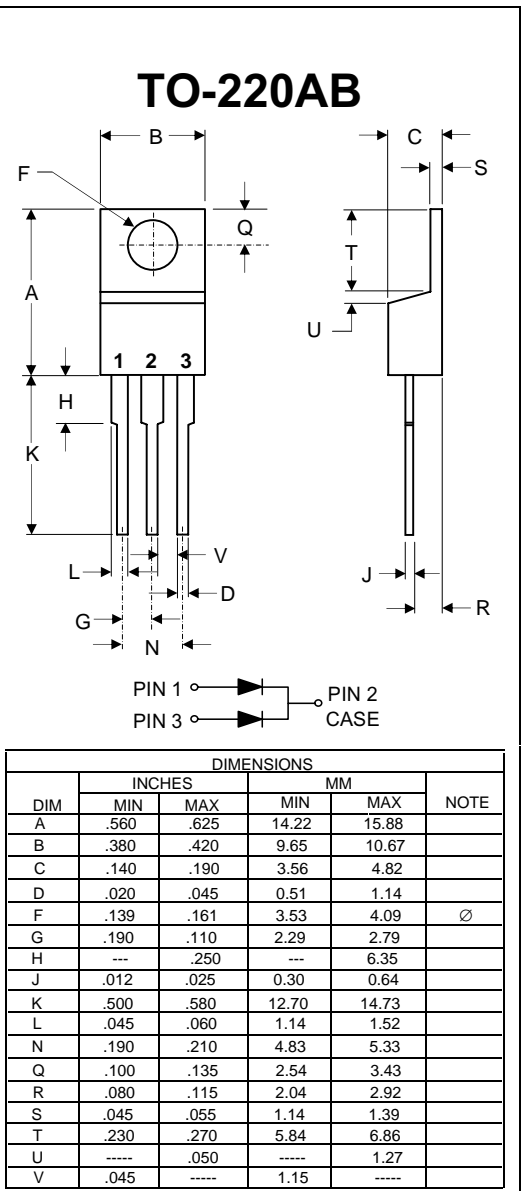 TO-220AB
B
C
S
F
Q
T
A
U
1 2 3
H
K
V
L
D
J
G
R
N
PIN 1
PIN 2
PIN 3
CASE
DIMENSIONS
INCHES MM
DIM MIN MAX MIN MAX NOTE
A .560 .625 14.22 15.88
B .380 .420 9.65 10.67
C .140 .190 3.56 4.82
D .020 .045 0.51 1.14
F .139 .161 3.53 4.09 ∅
G .190 .110 2.29 2.79
H --- .250 --- 6.35
J .012 .025 0.30 0.64
K .500 .580 12.70 14.73
L .045 .060 1.14 1.52
N .190 .210 4.83 5.33
Q .100 .135 2.54 3.43
R .080 .115 2.04 2.92
S .045 .055 1.14 1.39
T .230 .270 5.84 6.86
U ----- .050 ----- 1.27
V .045 ----- 1.15 -----